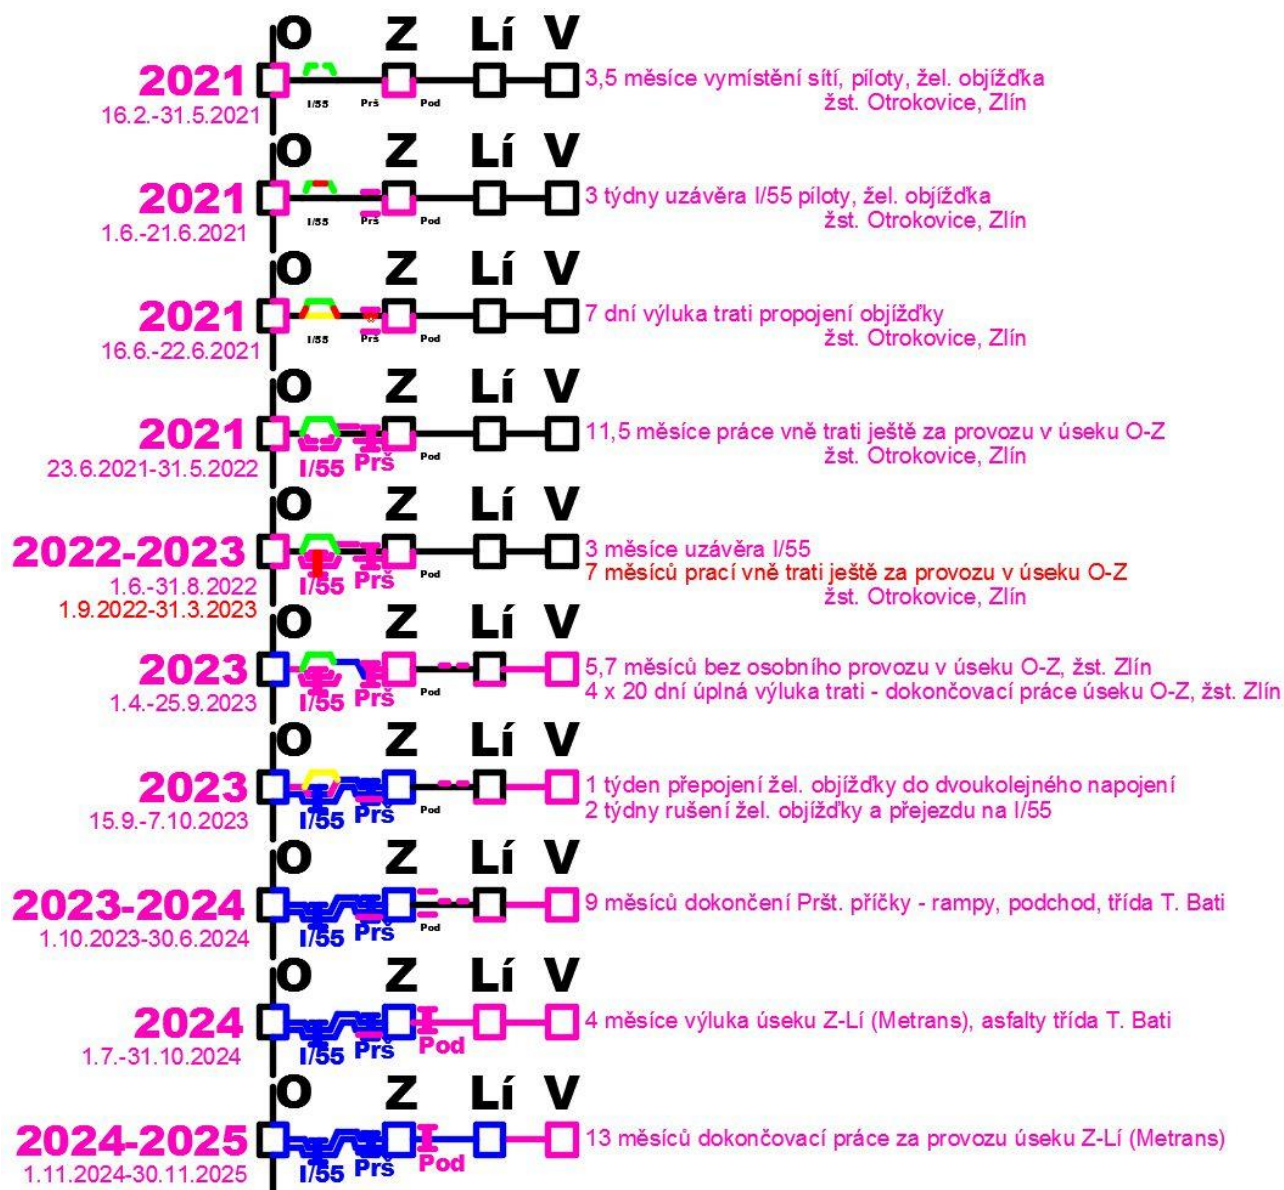 O Z Lí V
2021 3,5 měsíce vymístění sítí, piloty, žel. objížďka
16.2.-31.5.2021 I/55 Prš Pod žst. Otrokovice, Zlín
O Z Lí V
2021 3 týdny uzávěra I/55 piloty, žel. objížďka
1.6.-21.6.2021 I/55 Prš Pod žst. Otrokovice, Zlín
O Z Lí V
2021 7 dní výluka trati propojení objížďky
16.6.-22.6.2021 I/55 Prš Pod žst. Otrokovice, Zlín
O Z Lí V
2021 11,5 měsíce práce vně trati ještě za provozu v úseku O-Z
23.6.2021-31.5.2022 I/55 Prš Pod žst. Otrokovice, Zlín
O Z Lí V
2022-2023 3 měsíce uzávěra I/55
1.6.-31.8.2022 I/55 Prš Pod 7 měsíců prací vně trati ještě za provozu v úseku O-Z
1.9.2022-31.3.2023 žst. Otrokovice, Zlín
O Z Lí V
2023 5,7 měsíců bez osobního provozu v úseku O-Z, žst. Zlín
1.4.-25.9.2023 I/55 Prš Pod 4 x 20 dní úplná výluka trati - dokončovací práce úseku O-Z, žst. Zlín
O Z Lí V
2023 1 týden přepojení žel. objížďky do dvoukolejného napojení
15.9.-7.10.2023 I/55 Prš Pod 2 týdny rušení žel. objížďky a přejezdu na I/55
O Z Lí V
2023-2024 9 měsíců dokončení Pršt. příčky - rampy, podchod, třída T. Bati
1.10.2023-30.6.2024 I/55 Prš Pod
O Z Lí V
2024 4 měsíce výluka úseku Z-Lí (Metrans), asfalty třída T. Bati
1.7.-31.10.2024 I/55 Prš Pod
O Z Lí V
2024-2025 13 měsíců dokončovací práce za provozu úseku Z-Lí (Metrans)
1.11.2024-30.11.2025 I/55 Prš Pod